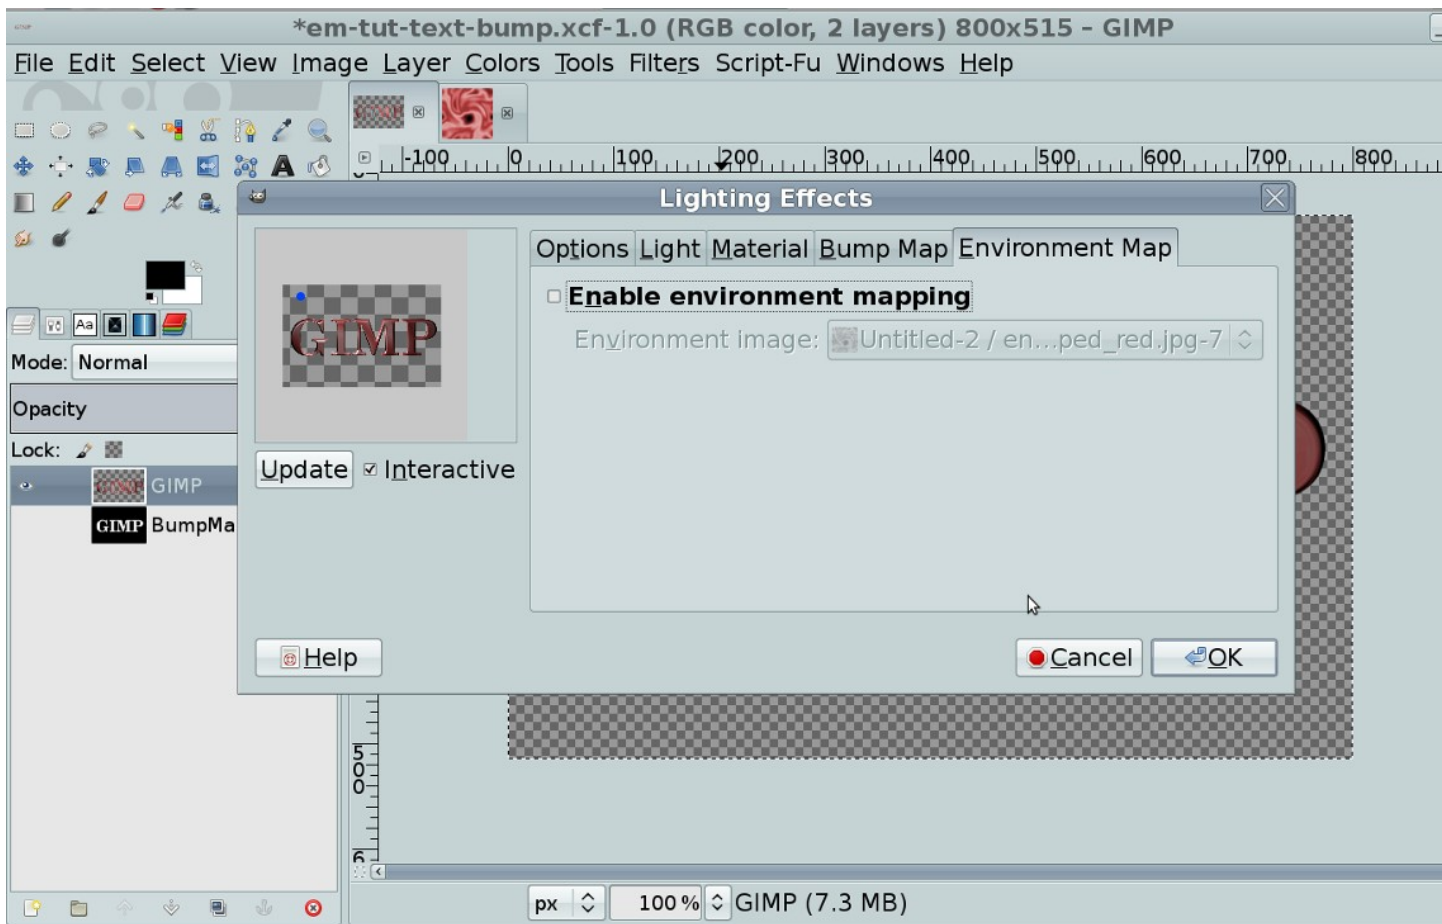 *em-tut-text-bump.xcf-1.0 (RGB color, 2 layers) 800x515 – GIMP
File Edit Select View Image Layer Colors Tools Filters Script-Fu Windows Help
-100 0 100 200 300 400 500 600 700 800
Lighting Effects
Options Light Material Bump Map Environment Map
Enable environment mapping
Environment image: Untitled-2 / en...ped_red.jpg-7
GIMP
Aa
Mode: Normal
Opacity
Lock:
Update Interactive
GIMP
GIMP BumpMa
Help Cancel OK
500
6
px 100 % GIMP (7.3 MB)